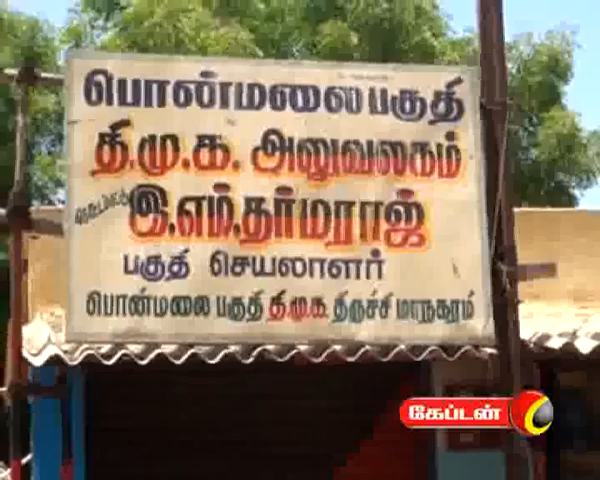 பொன்மலை பகுதி
தி.மு.க. அலுவலகம்
இ.எம்.தர்மராஜ்
பகுதி செயலாளர்
பொன்மலை பகுதி தி.மு.க. திருச்சி மாநகரம்
கேப்டன்